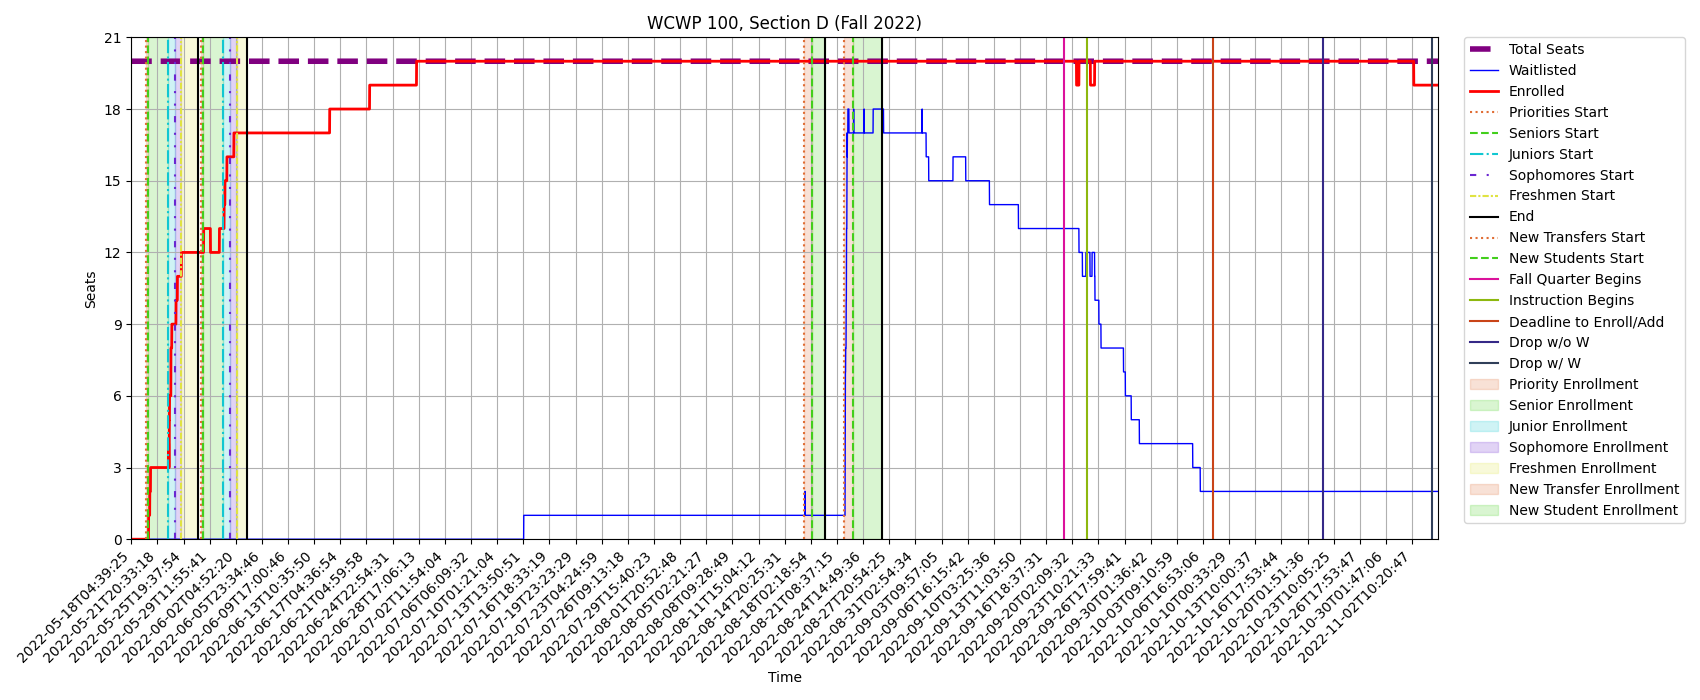 WCWP 100, Section D (Fall 2022)
21
18
15
12
9
6
3
0
Seats
2022-05-18T04:39:25
2022-05-21T20:33:18
2022-05-25T19:37:54
2022-05-29T11:55:41
2022-06-02T04:52:20
2022-06-05T23:34:46
2022-06-09T17:00:46
2022-06-13T10:35:50
2022-06-17T04:36:54
2022-06-21T04:59:58
2022-06-24T22:54:31
2022-06-28T17:06:13
2022-07-02T11:54:04
2022-07-06T06:09:32
2022-07-10T01:21:04
2022-07-13T13:50:51
2022-07-16T18:33:19
2022-07-19T23:23:29
2022-07-23T04:24:59
2022-07-26T09:13:18
2022-07-29T15:40:23
2022-08-01T20:52:48
2022-08-05T02:21:27
2022-08-08T09:28:49
2022-08-11T15:04:12
2022-08-14T20:25:31
2022-08-18T02:18:54
2022-08-21T08:37:15
2022-08-24T14:49:36
2022-08-27T20:54:25
2022-08-31T02:54:34
2022-09-03T09:57:05
2022-09-06T16:15:42
2022-09-10T03:25:36
2022-09-13T11:03:50
2022-09-16T18:37:31
2022-09-20T02:09:32
2022-09-23T10:21:33
2022-09-26T17:59:41
2022-09-30T01:36:42
2022-10-03T09:10:59
2022-10-06T16:53:06
2022-10-10T00:33:29
2022-10-13T10:00:37
2022-10-16T17:53:44
2022-10-20T01:51:36
2022-10-23T10:05:25
2022-10-26T17:53:47
2022-10-30T01:47:06
2022-11-02T10:20:47
Time
Total Seats
Waitlisted
Enrolled
Priorities Start
Seniors Start
Juniors Start
Sophomores Start
Freshmen Start
End
New Transfers Start
New Students Start
Fall Quarter Begins
Instruction Begins
Deadline to Enroll/Add
Drop w/o W
Drop w/ W
Priority Enrollment
Senior Enrollment
Junior Enrollment
Sophomore Enrollment
Freshmen Enrollment
New Transfer Enrollment
New Student Enrollment